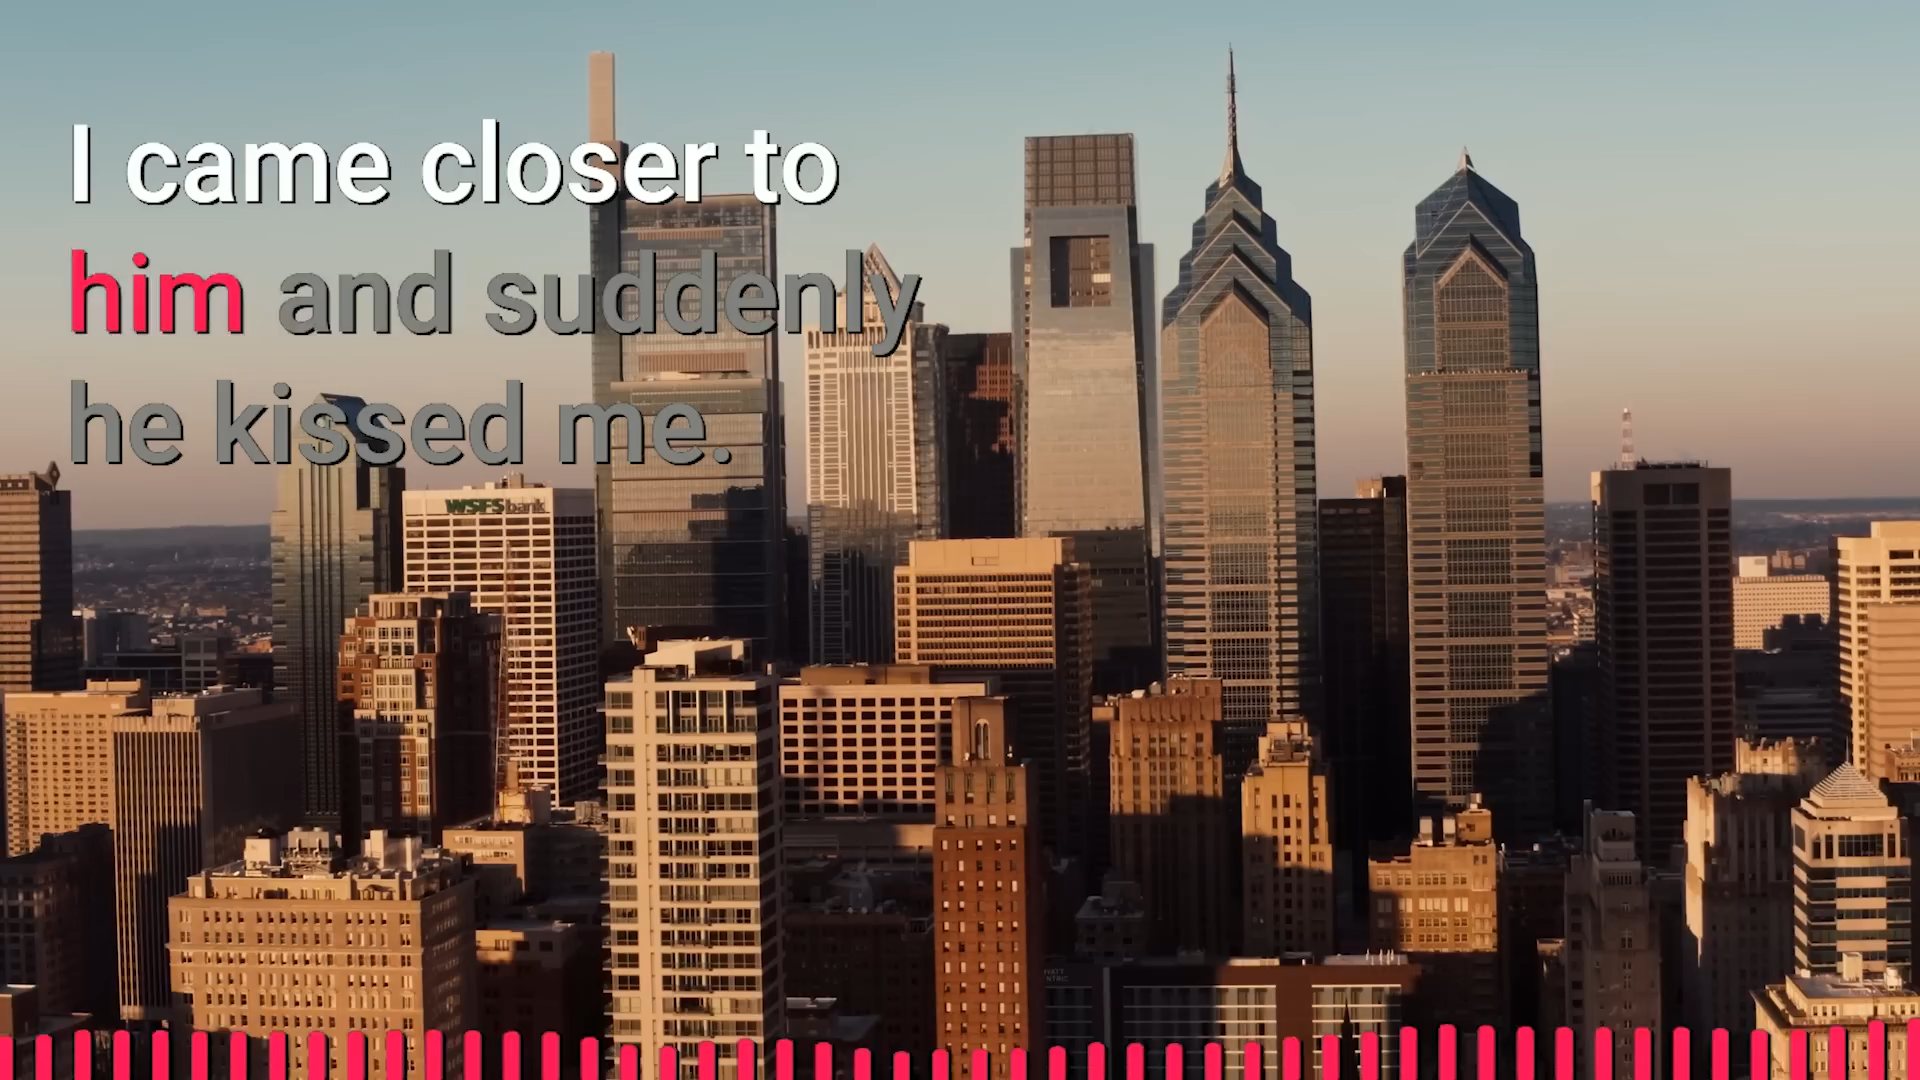 I came closer to
him and suddenly
he kissed me.
WSFS bank